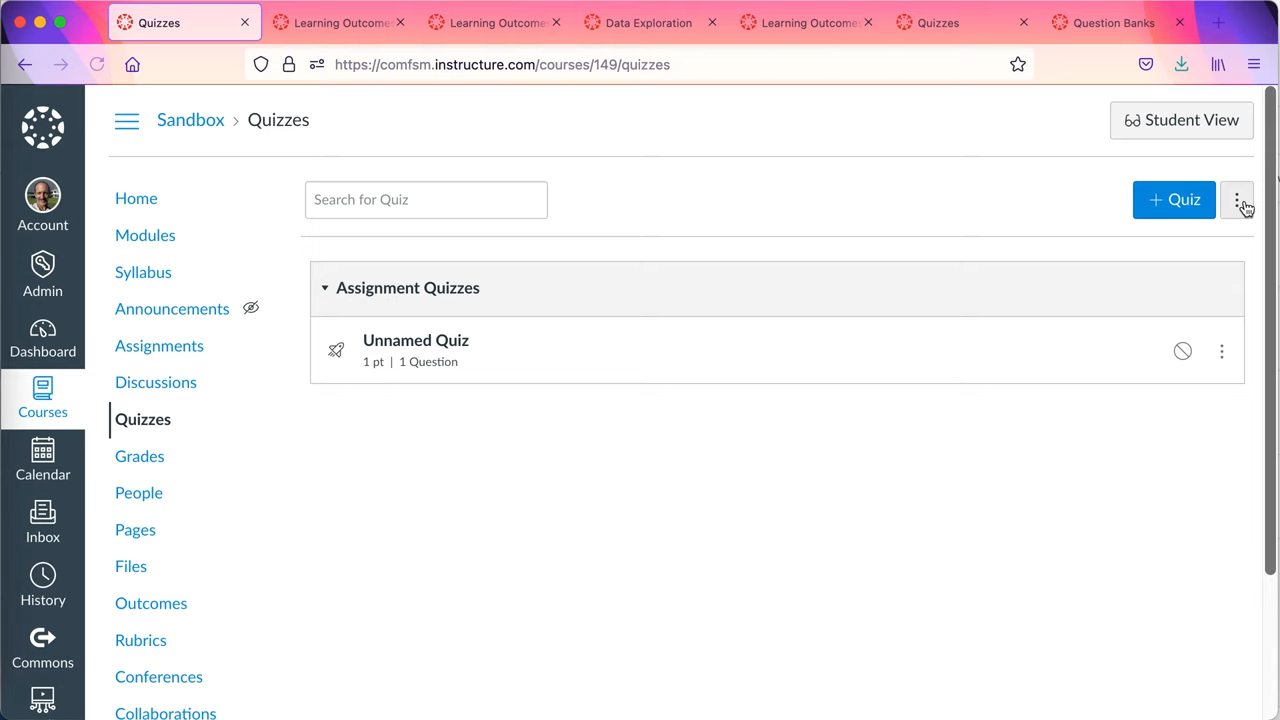 Quizzes
Learning Outcome
Learning Outcome
Data Exploration
Learning Outcome
Quizzes
Question Banks
https://comfsm.instructure.com/courses/149/quizzes
Sandbox > Quizzes
Student View
Account
Admin
Dashboard
Courses
Calendar
Inbox
History
Commons
Home
Modules
Syllabus
Announcements
Assignments
Discussions
Quizzes
Grades
People
Pages
Files
Outcomes
Rubrics
Conferences
Collaborations
Search for Quiz
+ Quiz
Assignment Quizzes
Unnamed Quiz
1 pt | 1 Question